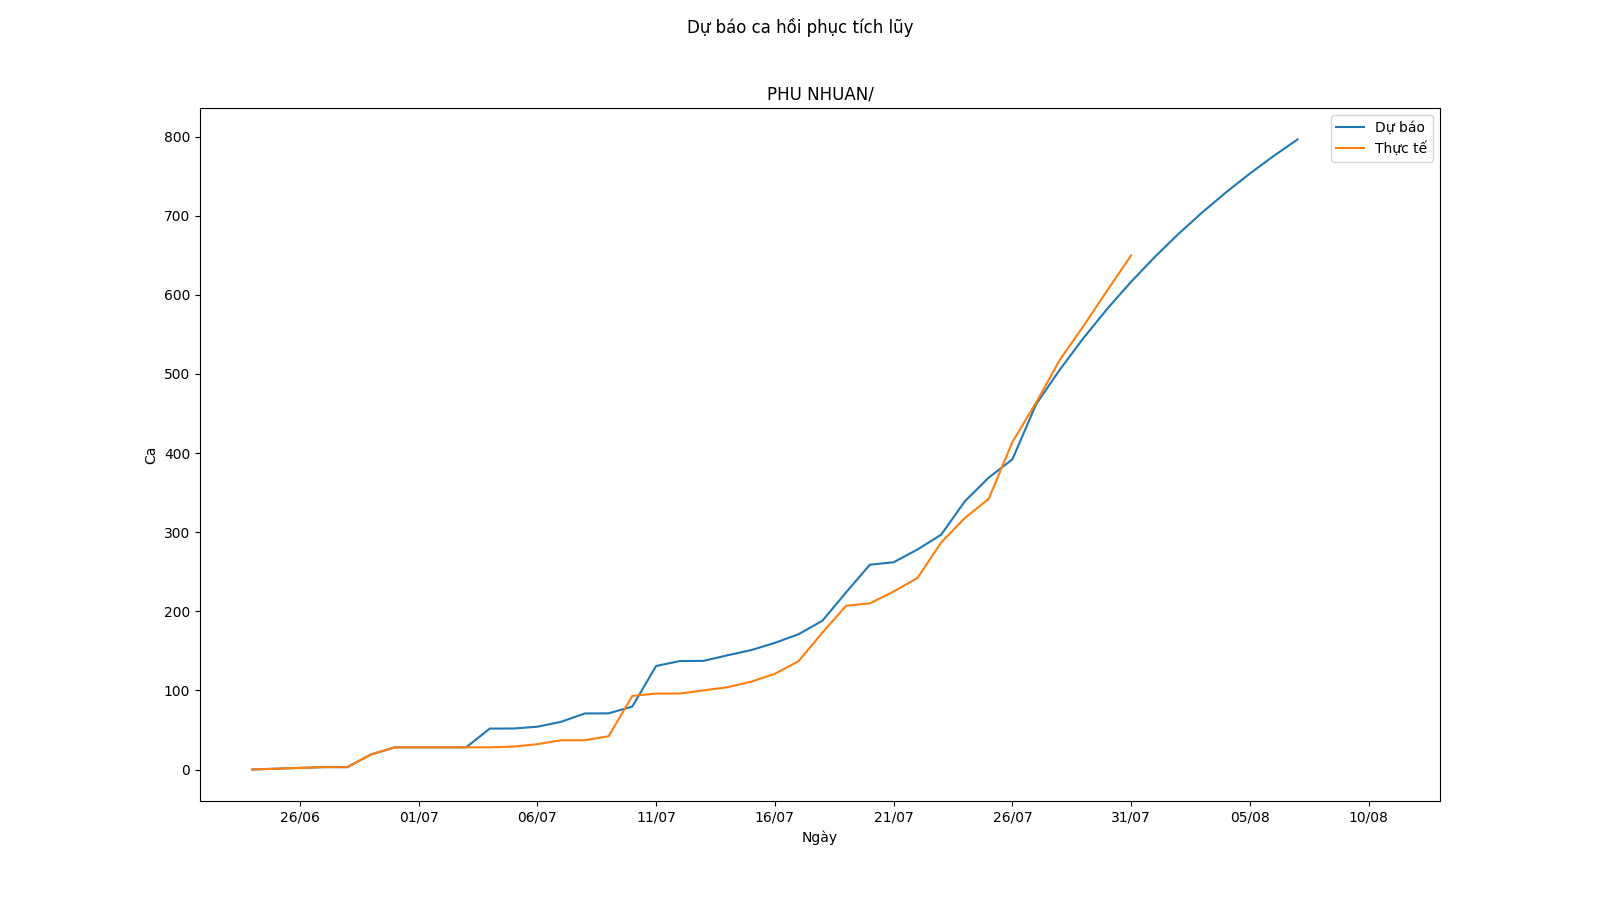 Dự báo ca hồi phục tích lũy
PHU NHUAN/
Dự báo
Thực tế
800
700
600
500
400
300
200
100
0
Ca
26/06 01/07 06/07 11/07 16/07 21/07 26/07 31/07 05/08 10/08
Ngày